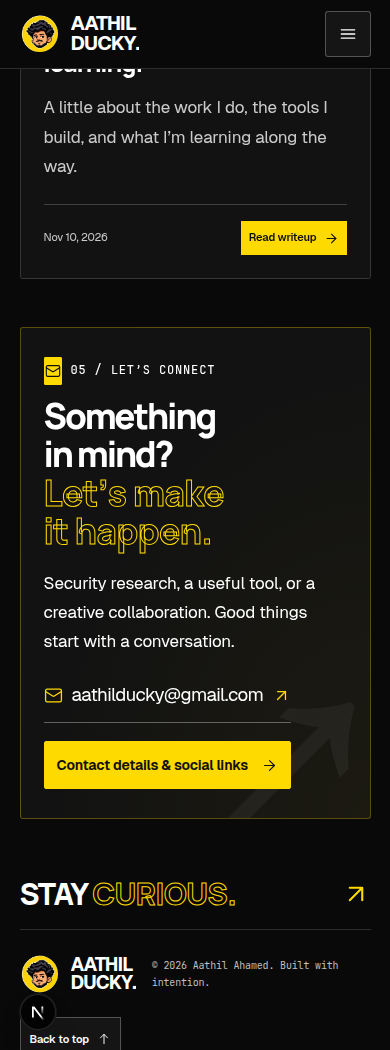 AATHIL
DUCKY.
learning!
A little about the work I do, the tools I
build, and what I’m learning along the
way.
Nov 10, 2026
Read writeup →
05 / LET’S CONNECT
Something
in mind?
Let’s make
it happen.
Security research, a useful tool, or a
creative collaboration. Good things
start with a conversation.
aathilducky@gmail.com
Contact details & social links →
STAY CURIOUS.
AATHIL
DUCKY.
© 2026 Aathil Ahamed. Built with
intention.
N
Back to top ↑